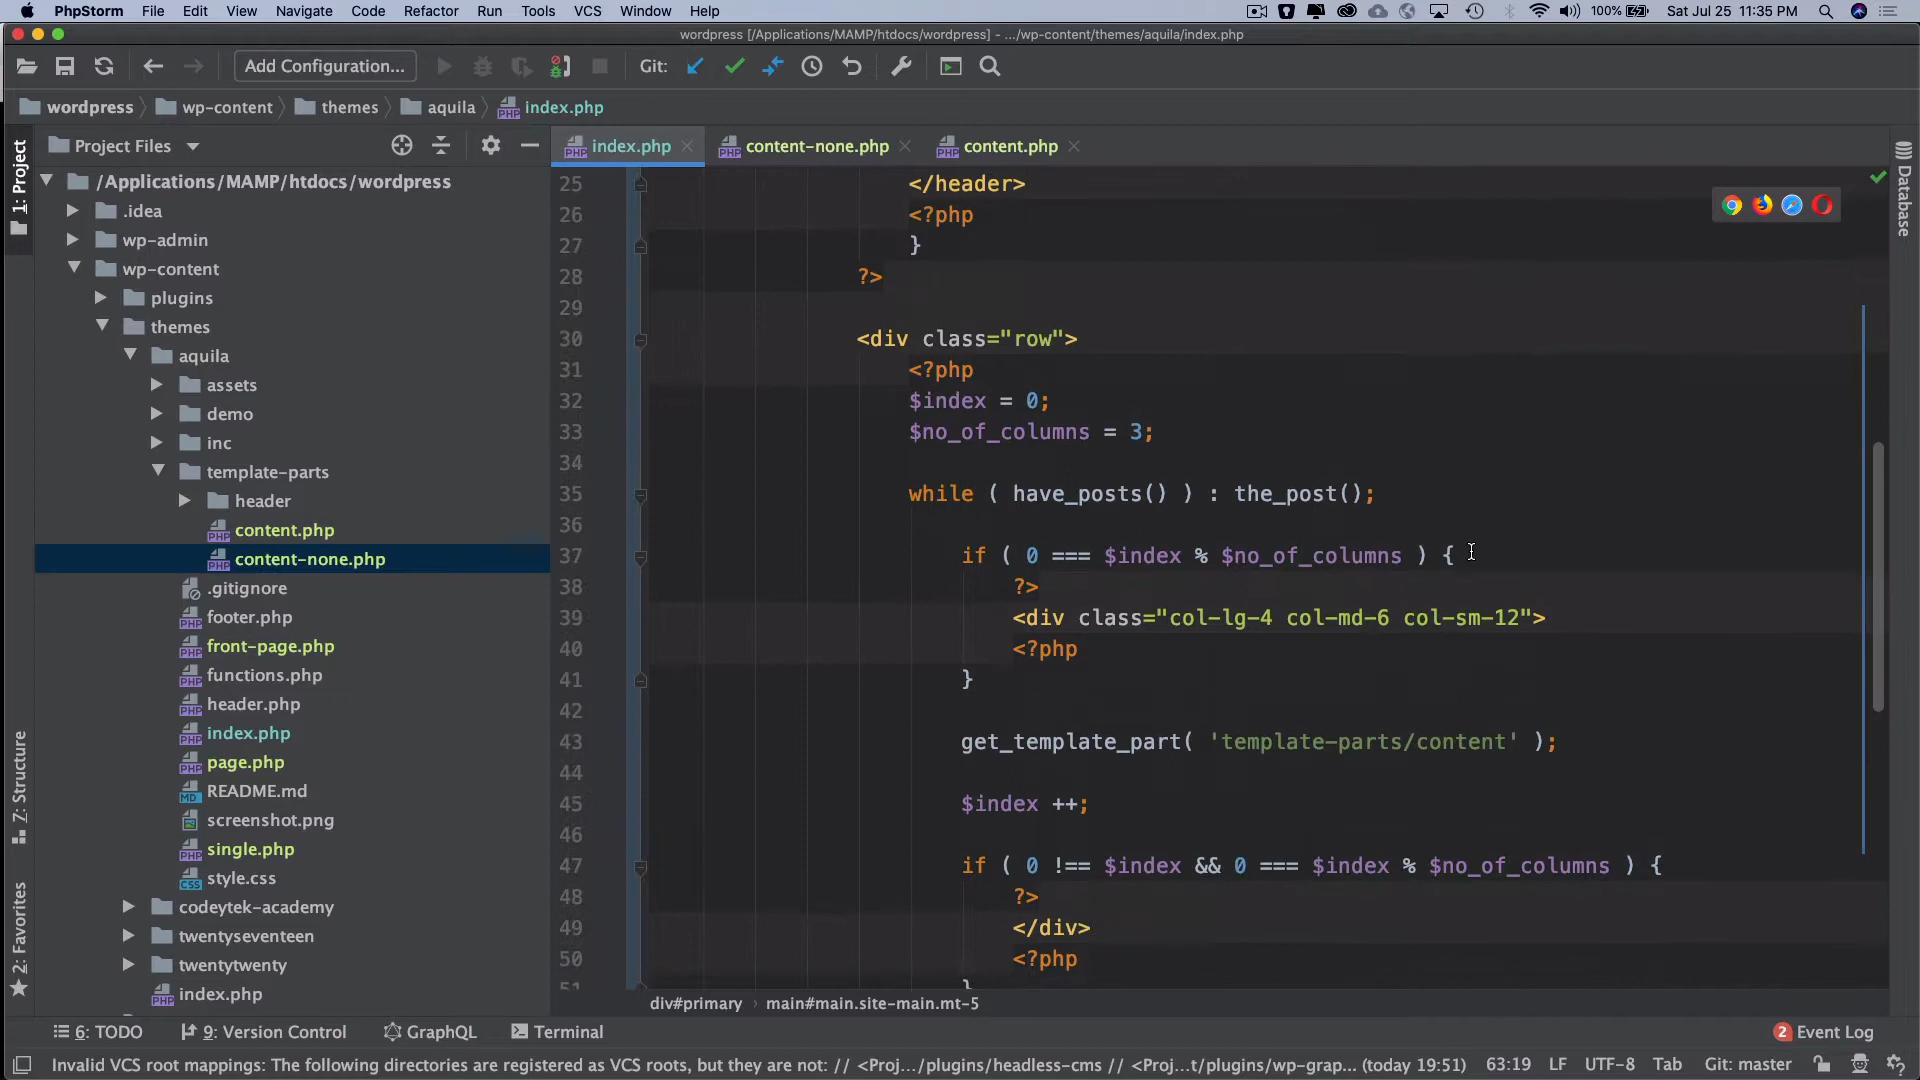 PhpStorm File Edit View Navigate Code Refactor Run Tools VCS Window Help 100% Sat Jul 25 11:35 PM
wordpress [/Applications/MAMP/htdocs/wordpress] - .../wp-content/themes/aquila/index.php
Add Configuration... Git:
wordpress wp-content themes aquila index.php
1: Project
Project Files
index.php content-none.php content.php
Database
/Applications/MAMP/htdocs/wordpress
.idea
wp-admin
wp-content
plugins
themes
aquila
assets
demo
inc
template-parts
header
content.php
content-none.php
.gitignore
footer.php
front-page.php
functions.php
header.php
index.php
page.php
README.md
screenshot.png
single.php
style.css
codeytek-academy
twentyseventeen
twentytwenty
index.php
Z: Structure
2: Favorites
25 </header>
26 <?php
27 }
28 ?>
29
30 <div class="row">
31 <?php
32 $index = 0;
33 $no_of_columns = 3;
34
35 while ( have_posts() ) : the_post();
36
37 if ( 0 === $index % $no_of_columns ) {
38 ?>
39 <div class="col-lg-4 col-md-6 col-sm-12">
40 <?php
41 }
42
43 get_template_part( 'template-parts/content' );
44
45 $index ++;
46
47 if ( 0 !== $index && 0 === $index % $no_of_columns ) {
48 ?>
49 </div>
50 <?php
51 }
div#primary › main#main.site-main.mt-5
6: TODO 9: Version Control GraphQL Terminal 2 Event Log
Invalid VCS root mappings: The following directories are registered as VCS roots, but they are not: // <Proj.../plugins/headless-cms // <Proj...t/plugins/wp-grap... (today 19:51) 63:19 LF UTF-8 Tab Git: master